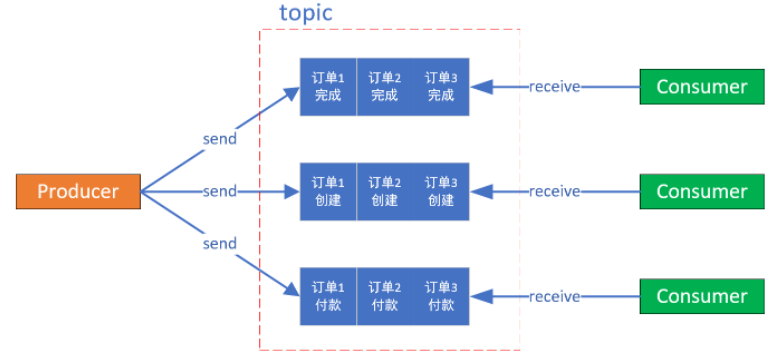 topic
订单1 订单2 订单3
完成 完成 完成
receive
Consumer
send
Producer
send
订单1 订单2 订单3
创建 创建 创建
receive
Consumer
send
订单1 订单2 订单3
付款 付款 付款
receive
Consumer